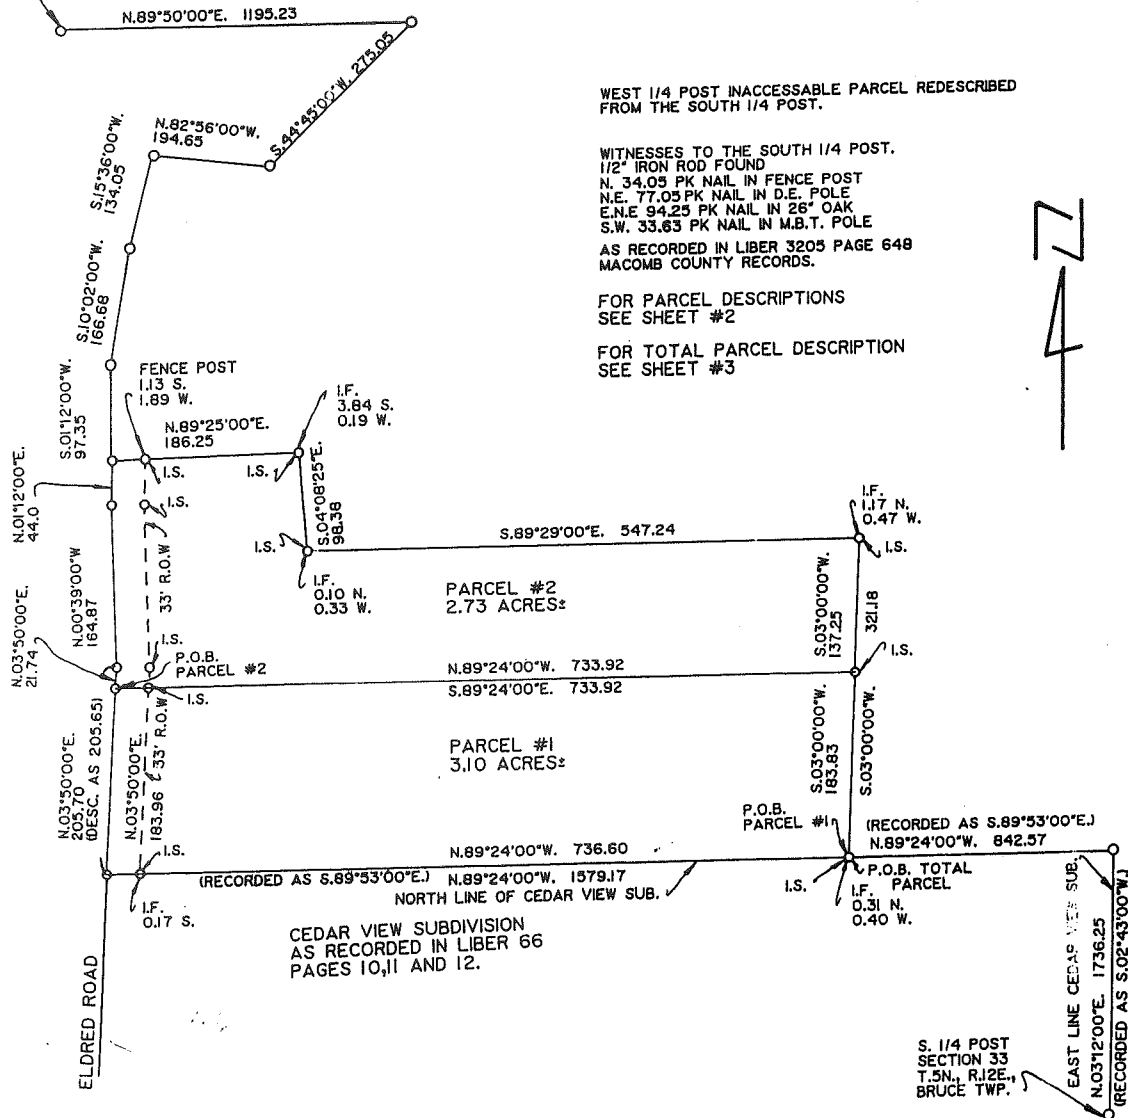 N.89°50'00"E. 1195.23
S.44°45'00"W. 275.05
N.82°56'00"W.
194.65
S.15°36'00"W.
134.05
S.10°02'00"W.
166.68
S.01°12'00"W.
97.35
WEST 1/4 POST INACCESSABLE PARCEL REDESCRIBED
FROM THE SOUTH 1/4 POST.
WITNESSES TO THE SOUTH 1/4 POST.
1/2" IRON ROD FOUND
N. 34.05 PK NAIL IN FENCE POST
N.E. 77.05 PK NAIL IN D.E. POLE
E.N.E 94.25 PK NAIL IN 26" OAK
S.W. 33.63 PK NAIL IN M.B.T. POLE
AS RECORDED IN LIBER 3205 PAGE 648
MACOMB COUNTY RECORDS.
FOR PARCEL DESCRIPTIONS
SEE SHEET #2
FOR TOTAL PARCEL DESCRIPTION
SEE SHEET #3
N
FENCE POST
1.13 S.
1.89 W.
N.89°25'00"E.
186.25
I.F.
3.84 S.
0.19 W.
I.S.
I.S.
I.S.
N.01°12'00"E.
44.0
S.04°08'25"E.
98.38
I.S.
I.F.
0.10 N.
0.33 W.
S.89°29'00"E. 547.24
I.F.
1.17 N.
0.47 W.
I.S.
33' R.O.W
N.00°39'00"W
164.87
N.03°50'00"E.
21.74
I.S.
P.O.B.
PARCEL #2
PARCEL #2
2.73 ACRES±
S.03°00'00"W.
137.25
321.18
I.S.
N.89°24'00"W. 733.92
S.89°24'00"E. 733.92
I.S.
N.03°50'00"E.
205.70
(DESC. AS 205.65)
N.03°50'00"E.
183.96
33' R.O.W
PARCEL #1
3.10 ACRES±
S.03°00'00"W.
183.83
S.03°00'00"W.
P.O.B.
PARCEL #1
(RECORDED AS S.89°53'00"E.)
N.89°24'00"W. 842.57
I.S.
N.89°24'00"W. 736.60
(RECORDED AS S.89°53'00"E.) N.89°24'00"W. 1579.17
NORTH LINE OF CEDAR VIEW SUB.
I.S.
P.O.B. TOTAL
PARCEL
I.F.
0.31 N.
0.40 W.
I.F.
0.17 S.
CEDAR VIEW SUBDIVISION
AS RECORDED IN LIBER 66
PAGES 10,11 AND 12.
ELDRED ROAD
EAST LINE CEDAR VIEW SUB.
N.03°12'00"E. 1736.25
(RECORDED AS S.02°43'00"W.)
S. 1/4 POST
SECTION 33
T.5N., R.12E.,
BRUCE TWP.